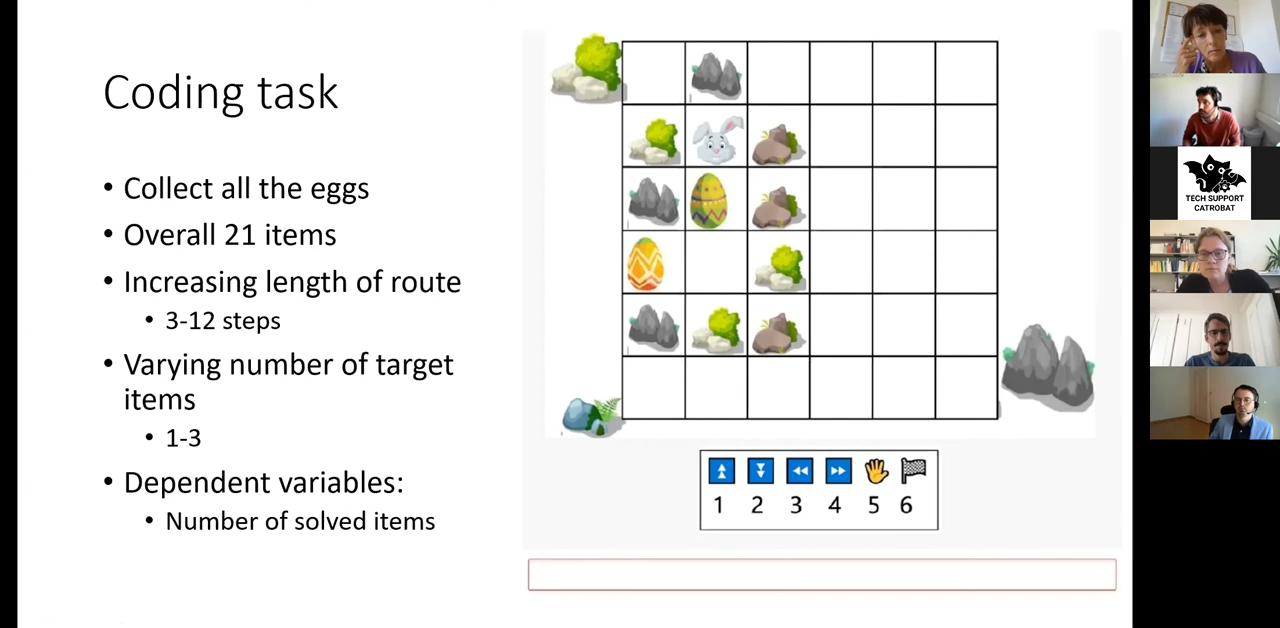 Coding task
• Collect all the eggs
• Overall 21 items
• Increasing length of route
• 3-12 steps
• Varying number of target
items
• 1-3
• Dependent variables:
• Number of solved items
1 2 3 4 5 6
TECH SUPPORT
CATROBAT